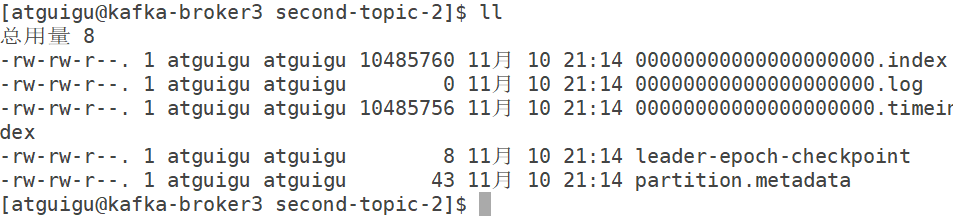 [atguigu@kafka-broker3 second-topic-2]$ ll
总用量 8
-rw-rw-r--. 1 atguigu atguigu 10485760 11月 10 21:14 00000000000000000000.index
-rw-rw-r--. 1 atguigu atguigu        0 11月 10 21:14 00000000000000000000.log
-rw-rw-r--. 1 atguigu atguigu 10485756 11月 10 21:14 00000000000000000000.timein
dex
-rw-rw-r--. 1 atguigu atguigu        8 11月 10 21:14 leader-epoch-checkpoint
-rw-rw-r--. 1 atguigu atguigu       43 11月 10 21:14 partition.metadata
[atguigu@kafka-broker3 second-topic-2]$